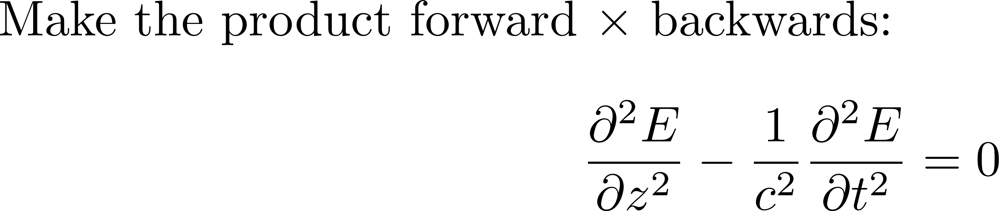 Make the product forward × backwards:
∂²E/∂z² − 1/c² ∂²E/∂t² = 0